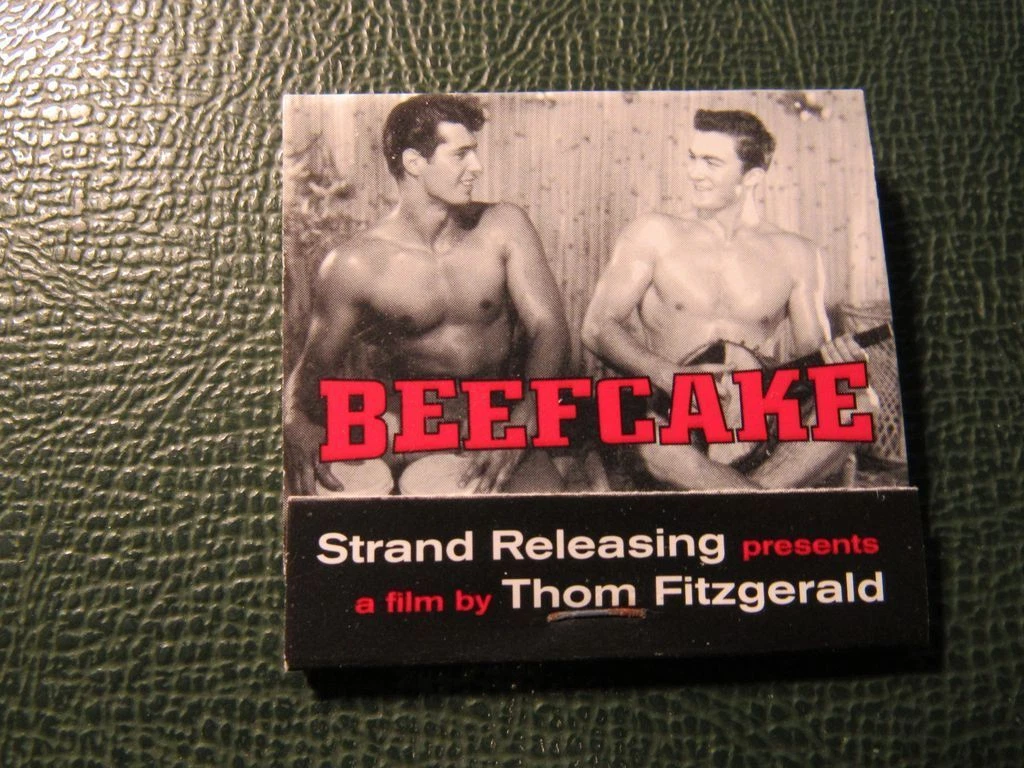 BEEFCAKE
Strand Releasing presents
a film by Thom Fitzgerald